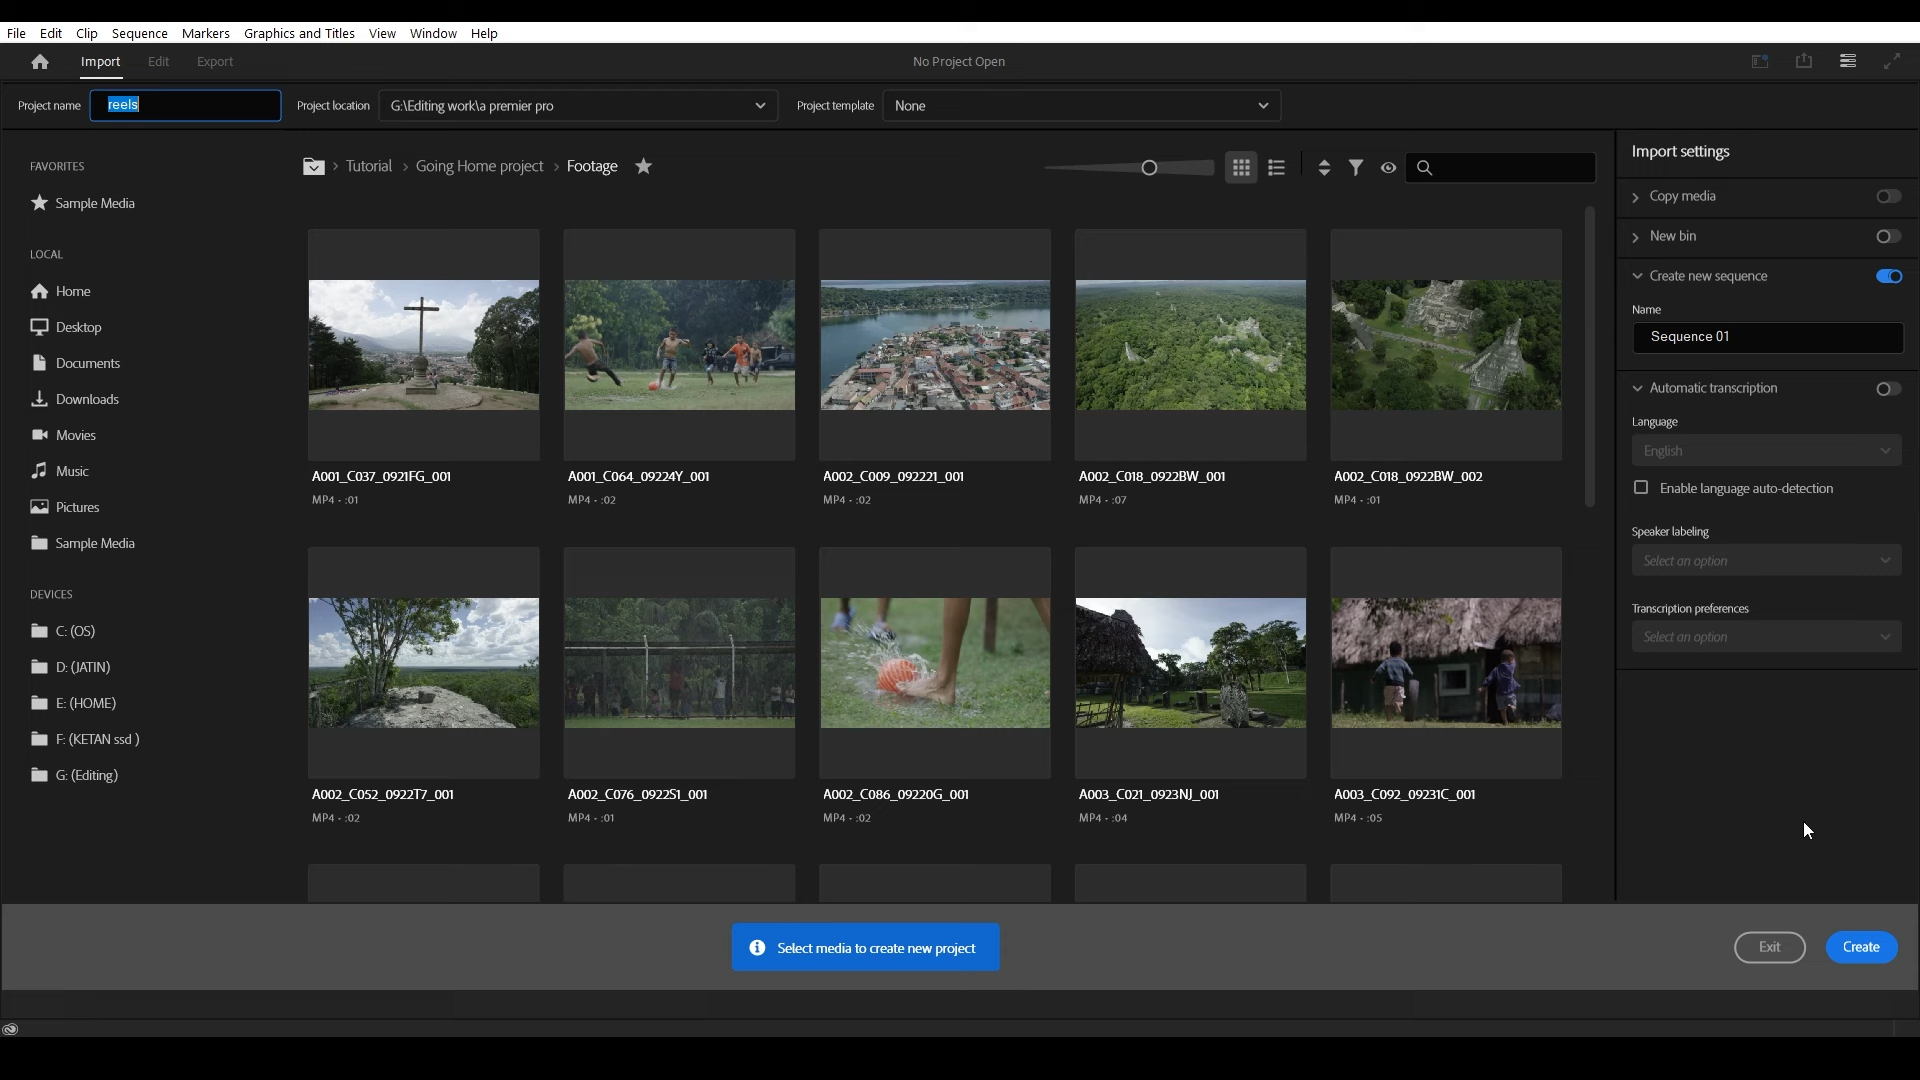 File Edit Clip Sequence Markers Graphics and Titles View Window Help
Import Edit Export No Project Open
Project name reels Project location G:\Editing work\a premier pro Project template None
FAVORITES
Sample Media
LOCAL
Home
Desktop
Documents
Downloads
Movies
Music
Pictures
Sample Media
DEVICES
C: (OS)
D: (JATIN)
E: (HOME)
F: (KETAN ssd )
G: (Editing)
Tutorial › Going Home project › Footage
A001_C037_0921FG_001 A001_C064_09224Y_001 A002_C009_092221_001 A002_C018_0922BW_001 A002_C018_0922BW_002
MP4 - :01 MP4 - :02 MP4 - :02 MP4 - :07 MP4 - :01
A002_C052_0922T7_001 A002_C076_0922S1_001 A002_C086_09220G_001 A003_C021_0923NJ_001 A003_C092_09231C_001
MP4 - :02 MP4 - :01 MP4 - :02 MP4 - :04 MP4 - :05
Import settings
Copy media
New bin
Create new sequence
Name
Sequence 01
Automatic transcription
Language
English
Enable language auto-detection
Speaker labeling
Select an option
Transcription preferences
Select an option
Select media to create new project
Exit Create